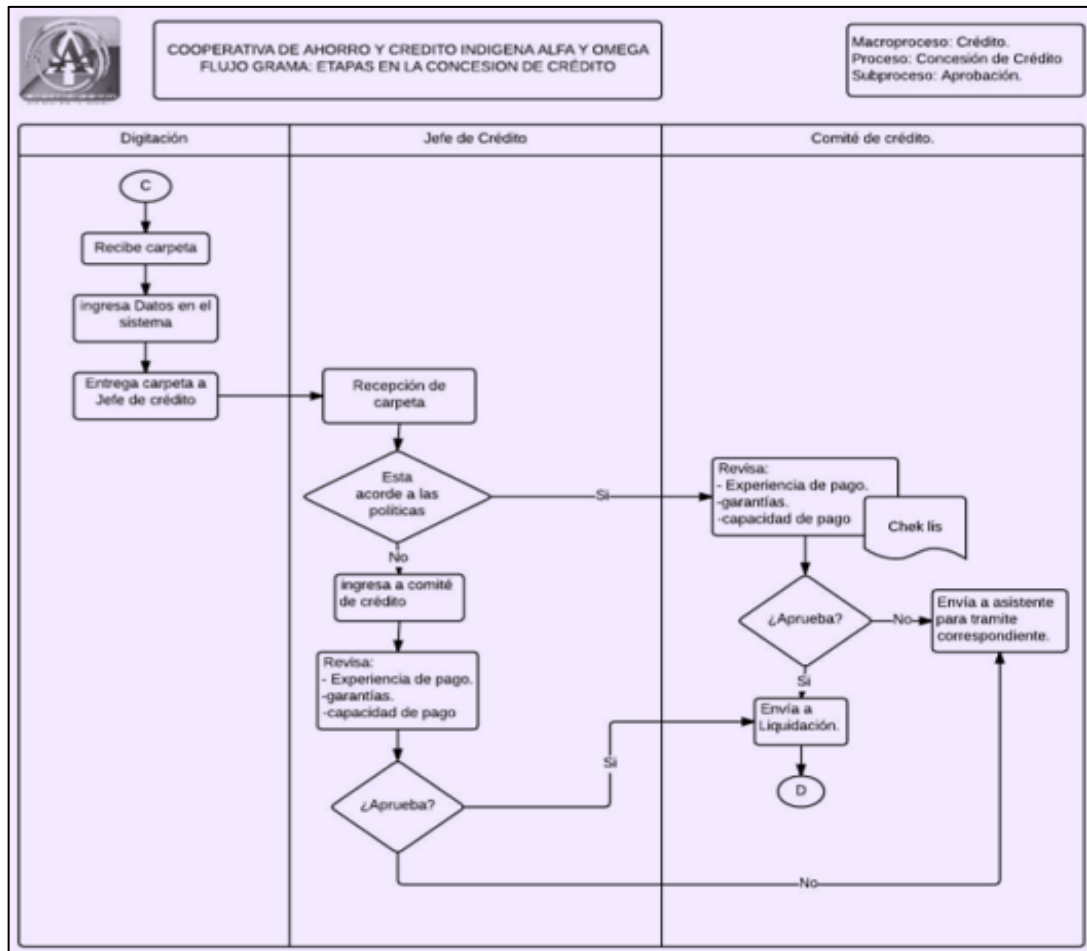 COOPERATIVA DE AHORRO Y CREDITO INDIGENA ALFA Y OMEGA
FLUJO GRAMA: ETAPAS EN LA CONCESION DE CRÉDITO
Macroproceso: Crédito.
Proceso: Concesión de Crédito
Subproceso: Aprobación.
Digitación
Jefe de Crédito
Comité de crédito.
C
Recibe carpeta
ingresa Datos en el
sistema
Entrega carpeta a
Jefe de crédito
Recepción de
carpeta
Esta
acorde a las
políticas
Si
No
ingresa a comité
de crédito
Revisa:
- Experiencia de pago.
-garantías.
-capacidad de pago
¿Aprueba?
Si
No
Revisa:
- Experiencia de pago.
-garantías.
-capacidad de pago
Chek lis
¿Aprueba?
No
Envía a asistente
para tramite
correspondiente.
Si
Envía a
Liquidación.
D